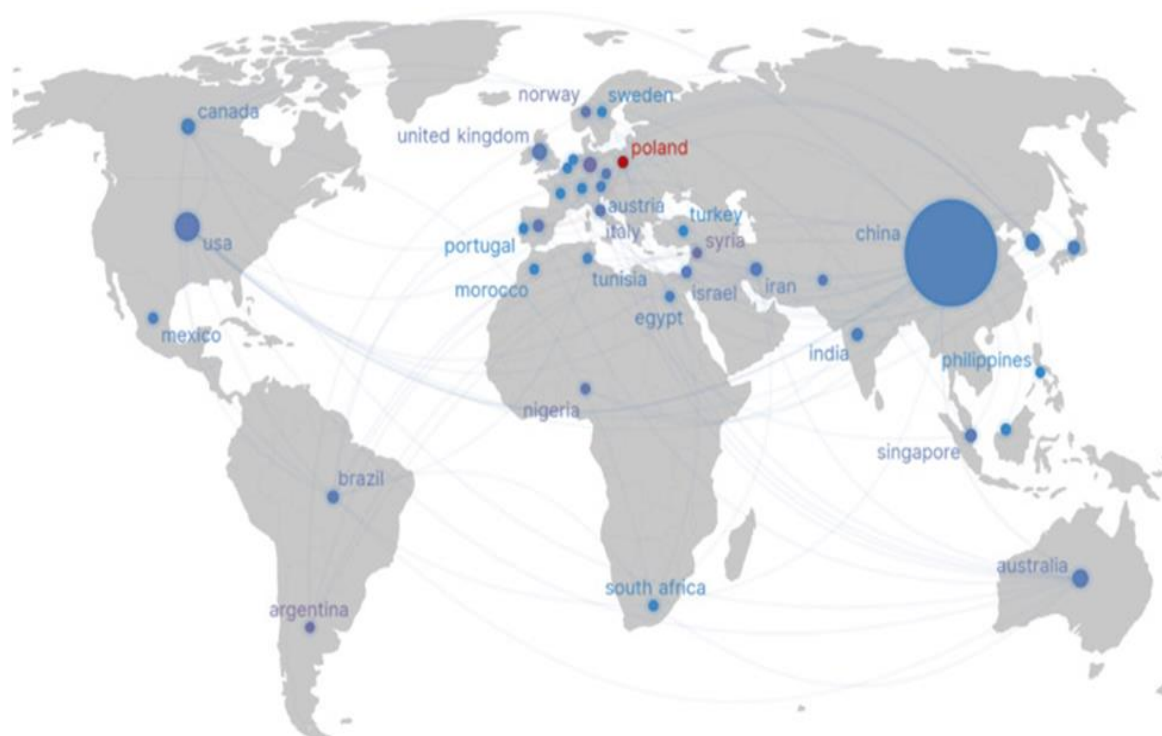 norway
sweden
canada
united kingdom
poland
austria
turkey
usa
italy
syria
china
portugal
morocco
tunisia
israel
iran
egypt
mexico
india
philippines
nigeria
singapore
brazil
australia
south africa
argentina